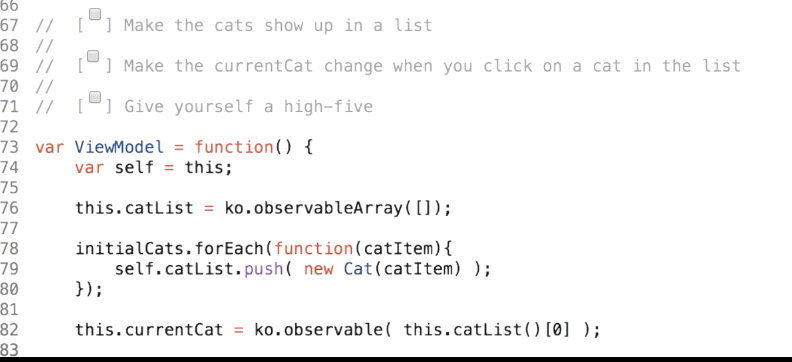 66
67 // [ ] Make the cats show up in a list
68 //
69 // [ ] Make the currentCat change when you click on a cat in the list
70 //
71 // [ ] Give yourself a high-five
72
73 var ViewModel = function() {
74     var self = this;
75
76     this.catList = ko.observableArray([]);
77
78     initialCats.forEach(function(catItem){
79         self.catList.push( new Cat(catItem) );
80     });
81
82     this.currentCat = ko.observable( this.catList()[0] );
83